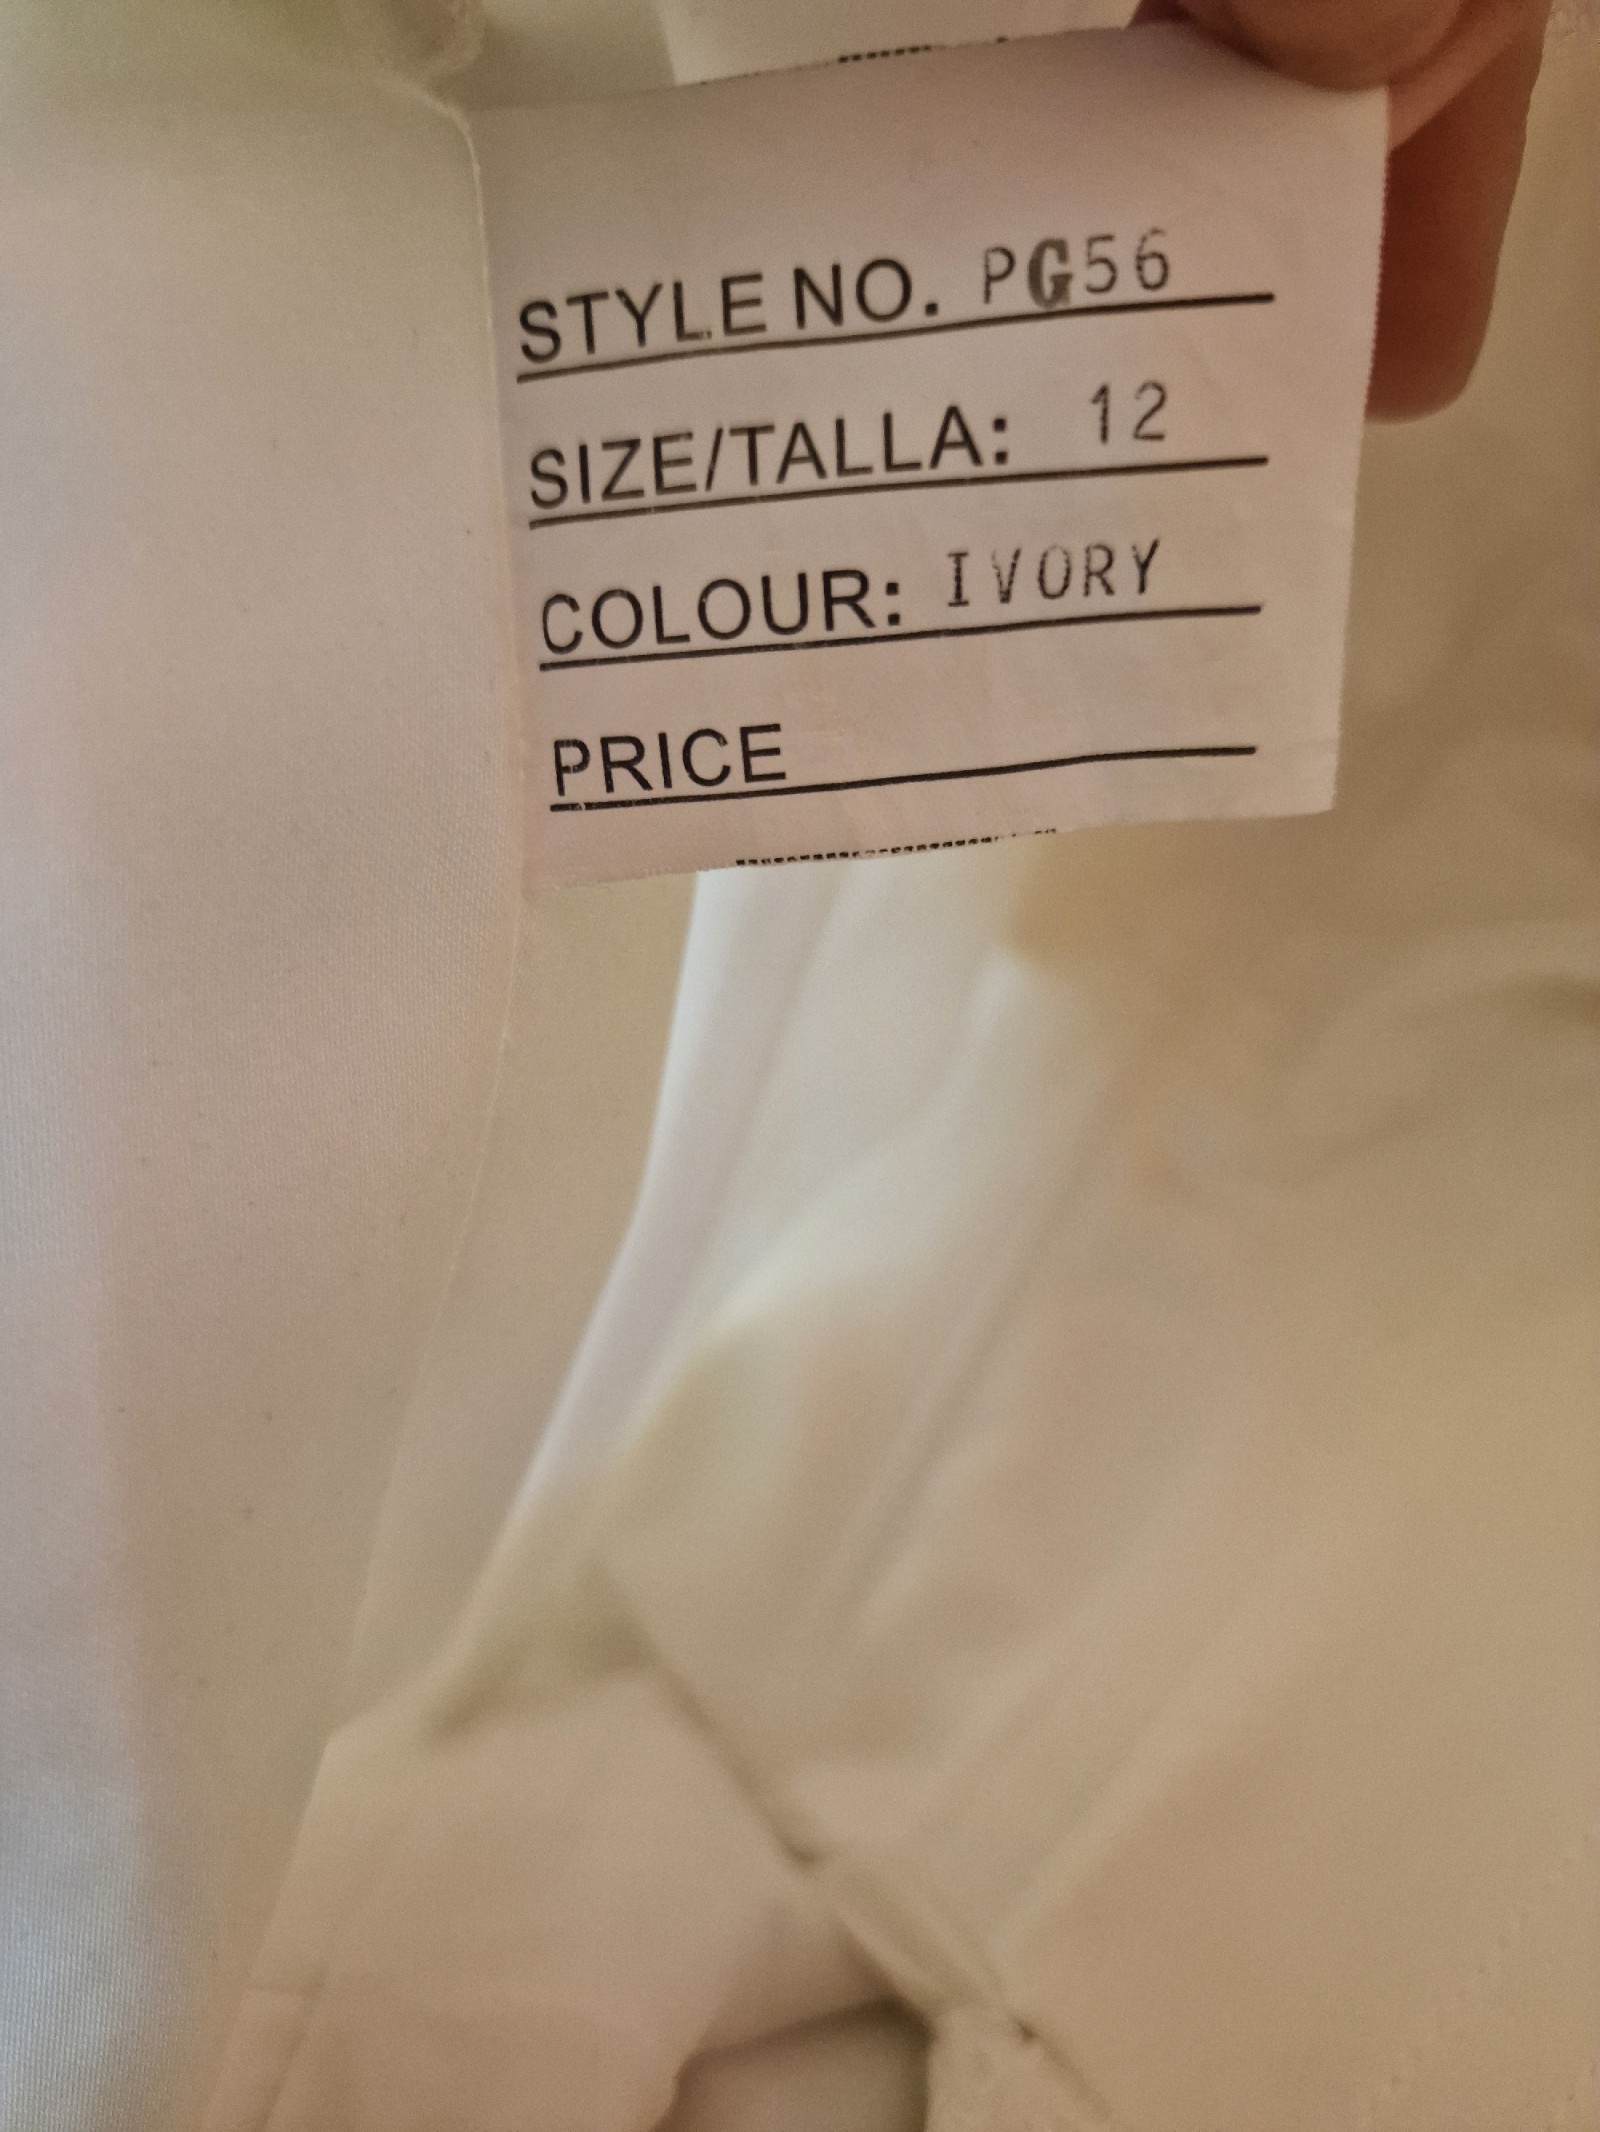 STYLE NO. PG56
SIZE/TALLA: 12
COLOUR: IVORY
PRICE